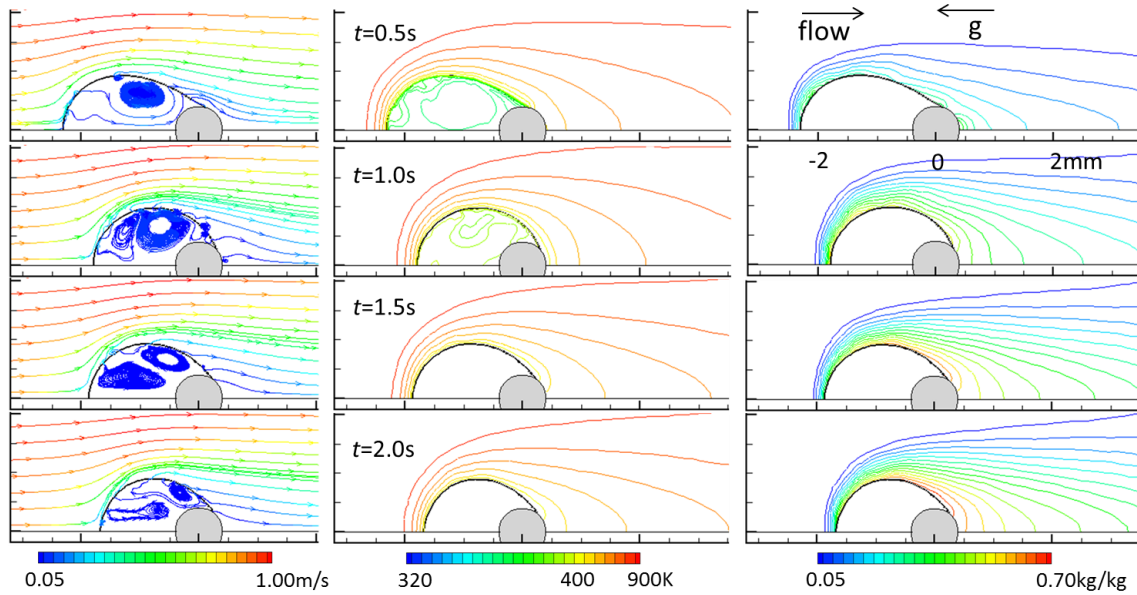 t=0.5s
flow
g
t=1.0s
-2 0 2mm
t=1.5s
t=2.0s
0.05 1.00m/s
320 400 900K
0.05 0.70kg/kg